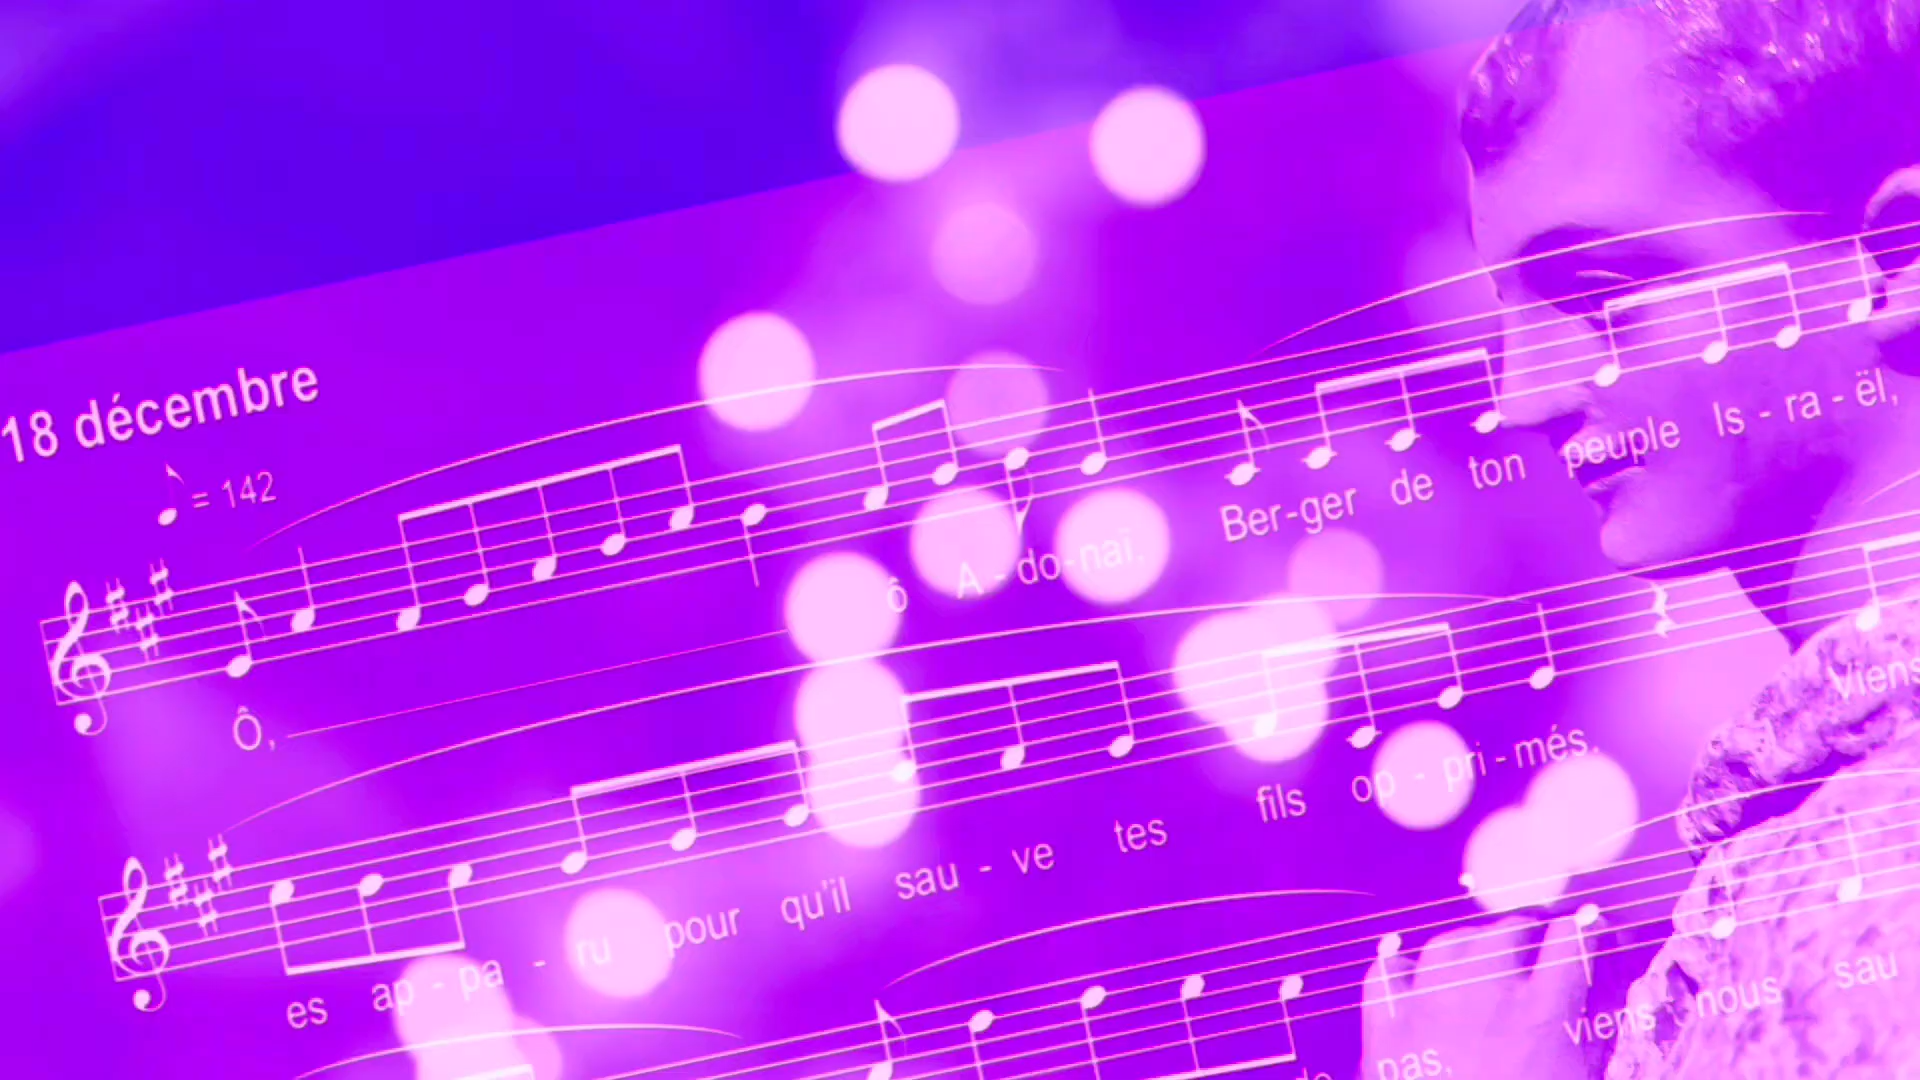 18 décembre
= 142
Ô, ô A - do-naï, Ber-ger de ton peuple Is - ra - ël,
es ap - pa - ru pour qu'il sau - ve tes fils op - pri - més. Viens
pas, viens nous sau